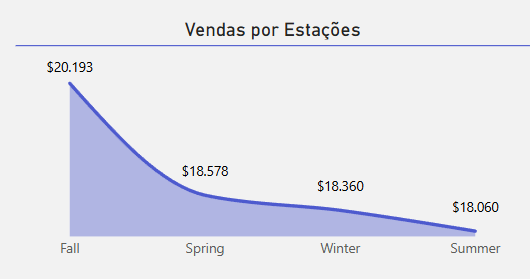 Vendas por Estações
$20.193
$18.578
$18.360
$18.060
Fall Spring Winter Summer